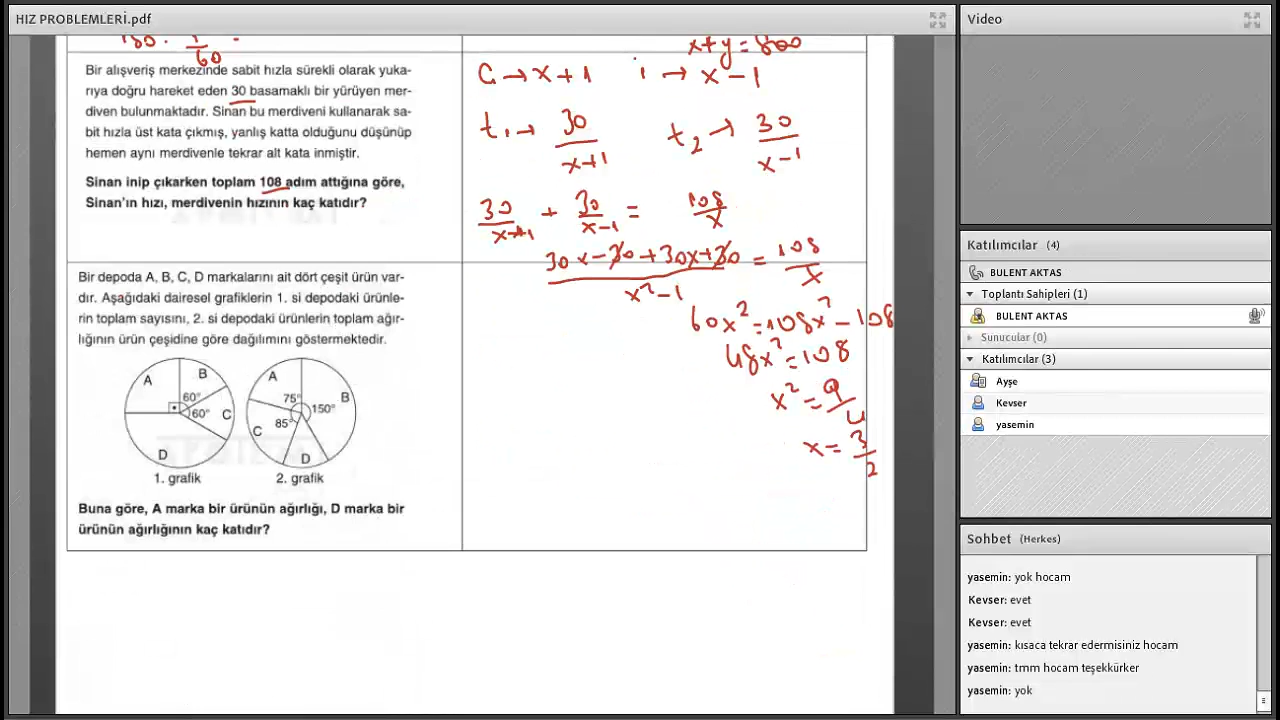 HIZ PROBLEMLERİ.pdf
60
x+y=800
Bir alışveriş merkezinde sabit hızla sürekli olarak yuka-
rıya doğru hareket eden 30 basamaklı bir yürüyen mer-
diven bulunmaktadır. Sinan bu merdiveni kullanarak sa-
bit hızla üst kata çıkmış, yanlış katta olduğunu düşünüp
hemen aynı merdivenle tekrar alt kata inmiştir.
Sinan inip çıkarken toplam 108 adım attığına göre,
Sinan'ın hızı, merdivenin hızının kaç katıdır?
Ç → x+1 i → x-1
t1 → 30/(x+1) t2 → 30/(x-1)
30/(x+1) + 30/(x-1) = 108/x
(30x-30+30x+30)/(x²-1) = 108/x
60x²=108x²-108
48x²=108
x²=9/4
x=3/2
Bir depoda A, B, C, D markalarını ait dört çeşit ürün var-
dır. Aşağıdaki dairesel grafiklerin 1. si depodaki ürünle-
rin toplam sayısını, 2. si depodaki ürünlerin toplam ağır-
lığının ürün çeşidine göre dağılımını göstermektedir.
A B 60° 60° C D
1. grafik
A 75° B 150° 85° C D
2. grafik
Buna göre, A marka bir ürünün ağırlığı, D marka bir
ürünün ağırlığının kaç katıdır?
Video
Katılımcılar (4)
BULENT AKTAS
Toplantı Sahipleri (1)
BULENT AKTAS
Sunucular (0)
Katılımcılar (3)
Ayşe
Kevser
yasemin
Sohbet (Herkes)
yasemin: yok hocam
Kevser: evet
Kevser: evet
yasemin: kısaca tekrar edermisiniz hocam
yasemin: tmm hocam teşekkürker
yasemin: yok